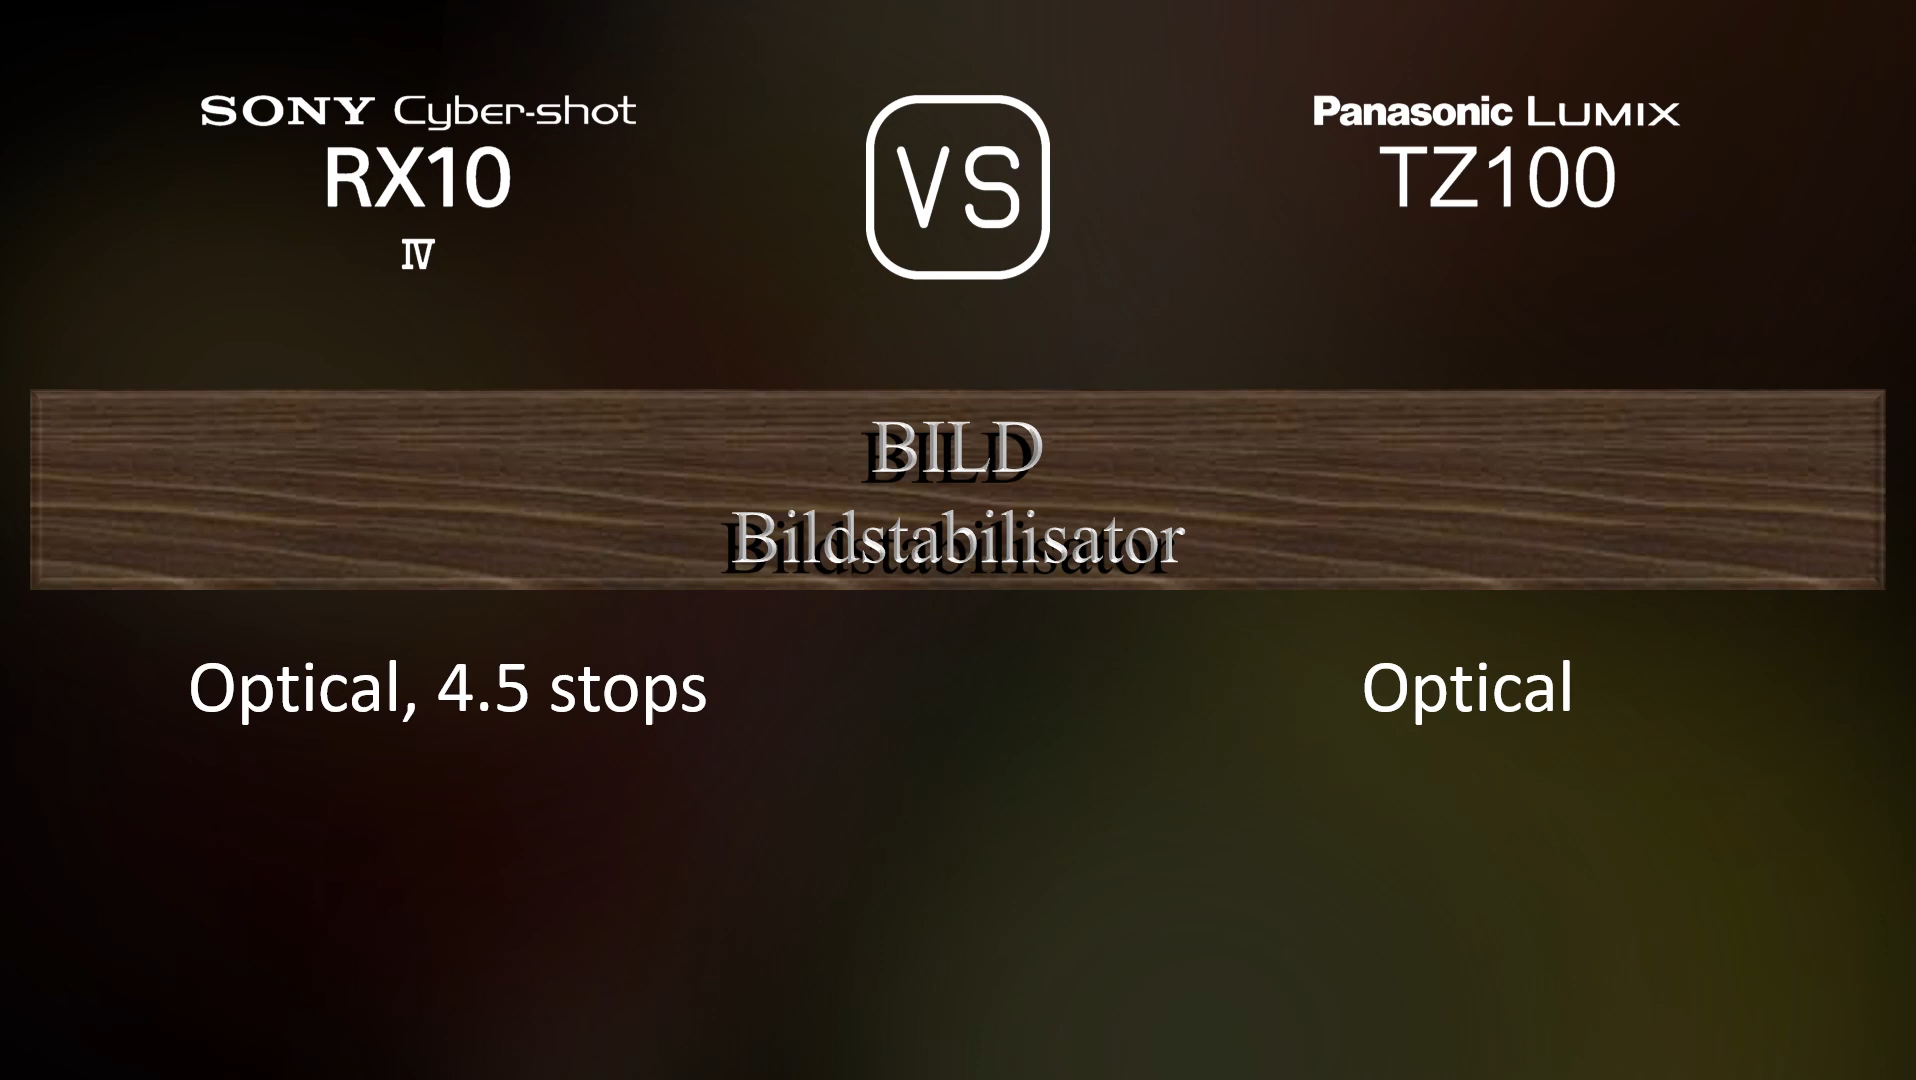 SONY Cyber-shot
RX10
IV
VS
Panasonic LUMIX
TZ100
BILD
Bildstabilisator
Optical, 4.5 stops
Optical